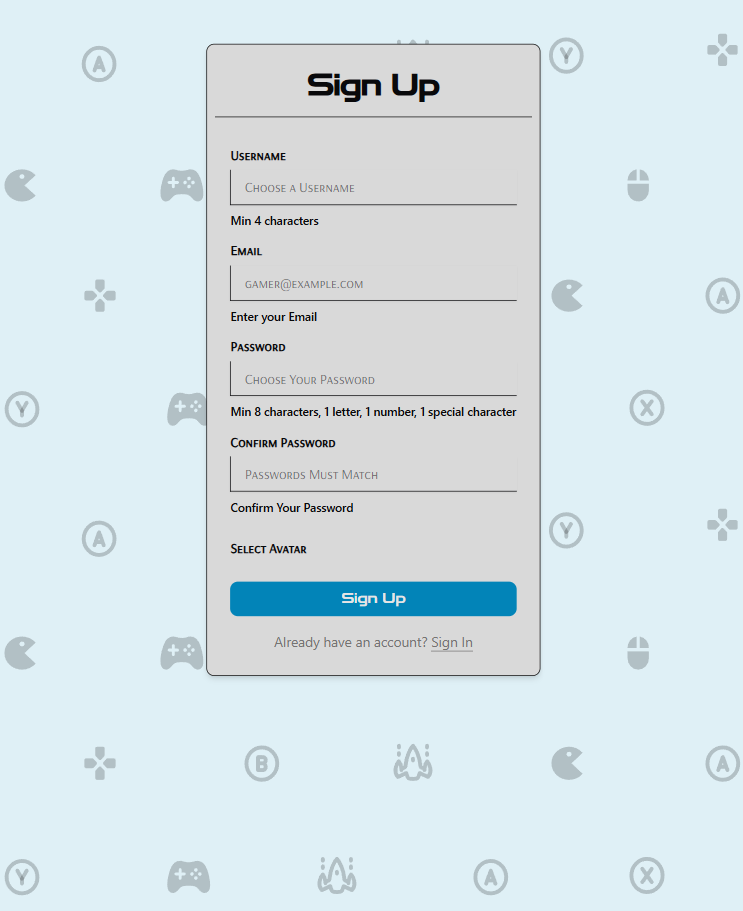 Sign Up
Username
Choose a Username
Min 4 characters
Email
gamer@example.com
Enter your Email
Password
Choose Your Password
Min 8 characters, 1 letter, 1 number, 1 special character
Confirm Password
Passwords Must Match
Confirm Your Password
Select Avatar
Sign Up
Already have an account? Sign In
A
Y
A
Y
X
A
Y
B
A
Y
A
X